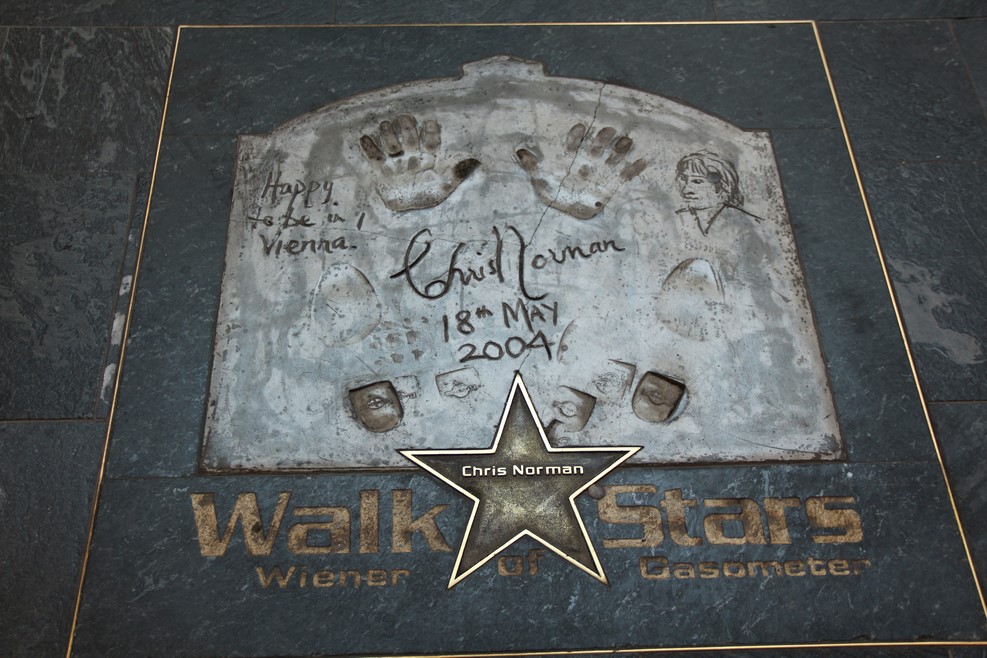 Happy
to be in
Vienna.
Chris Norman
18th MAY
2004
Chris Norman
Walk of Stars
Wiener Gasometer